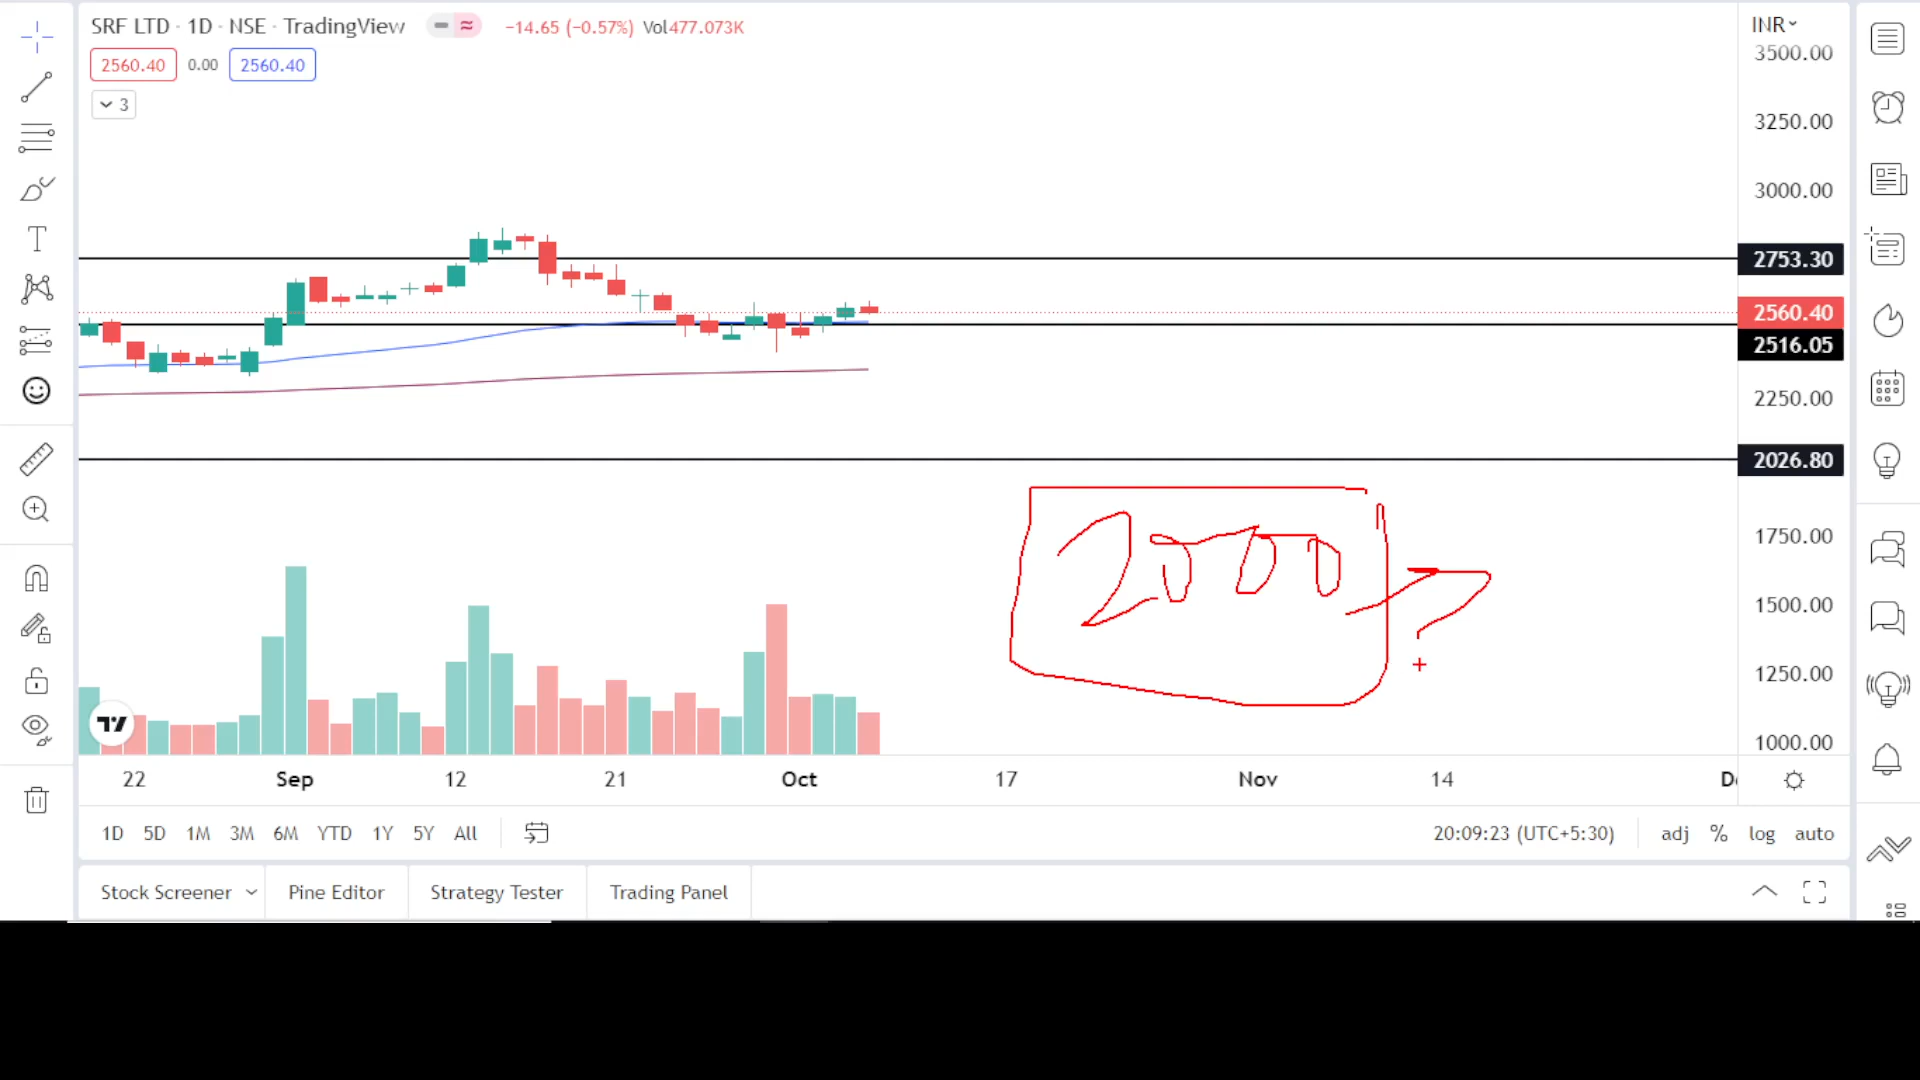 SRF LTD · 1D · NSE · TradingView −14.65 (−0.57%) Vol477.073K
2560.40 0.00 2560.40
3
INR
3500.00
3250.00
3000.00
2753.30
2560.40
2516.05
2250.00
2026.80
1750.00
1500.00
1250.00
1000.00
2000 ?
22 Sep 12 21 Oct 17 Nov 14
1D 5D 1M 3M 6M YTD 1Y 5Y All 20:09:23 (UTC+5:30) adj % log auto
Stock Screener Pine Editor Strategy Tester Trading Panel